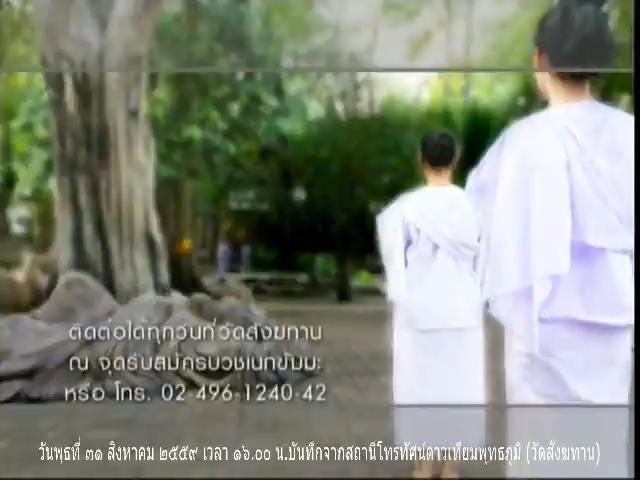 ติดต่อได้ทุกวันที่วัดสังฆทาน
ณ จุดรับสมัครบวชเนกขัมมะ
หรือ โทร. 02-496-1240-42
วันพุธที่ ๓๑ สิงหาคม ๒๕๕๙ เวลา ๑๖.๐๐ น.บันทึกจากสถานีโทรทัศน์ดาวเทียมพุทธภูมิ (วัดสังฆทาน)